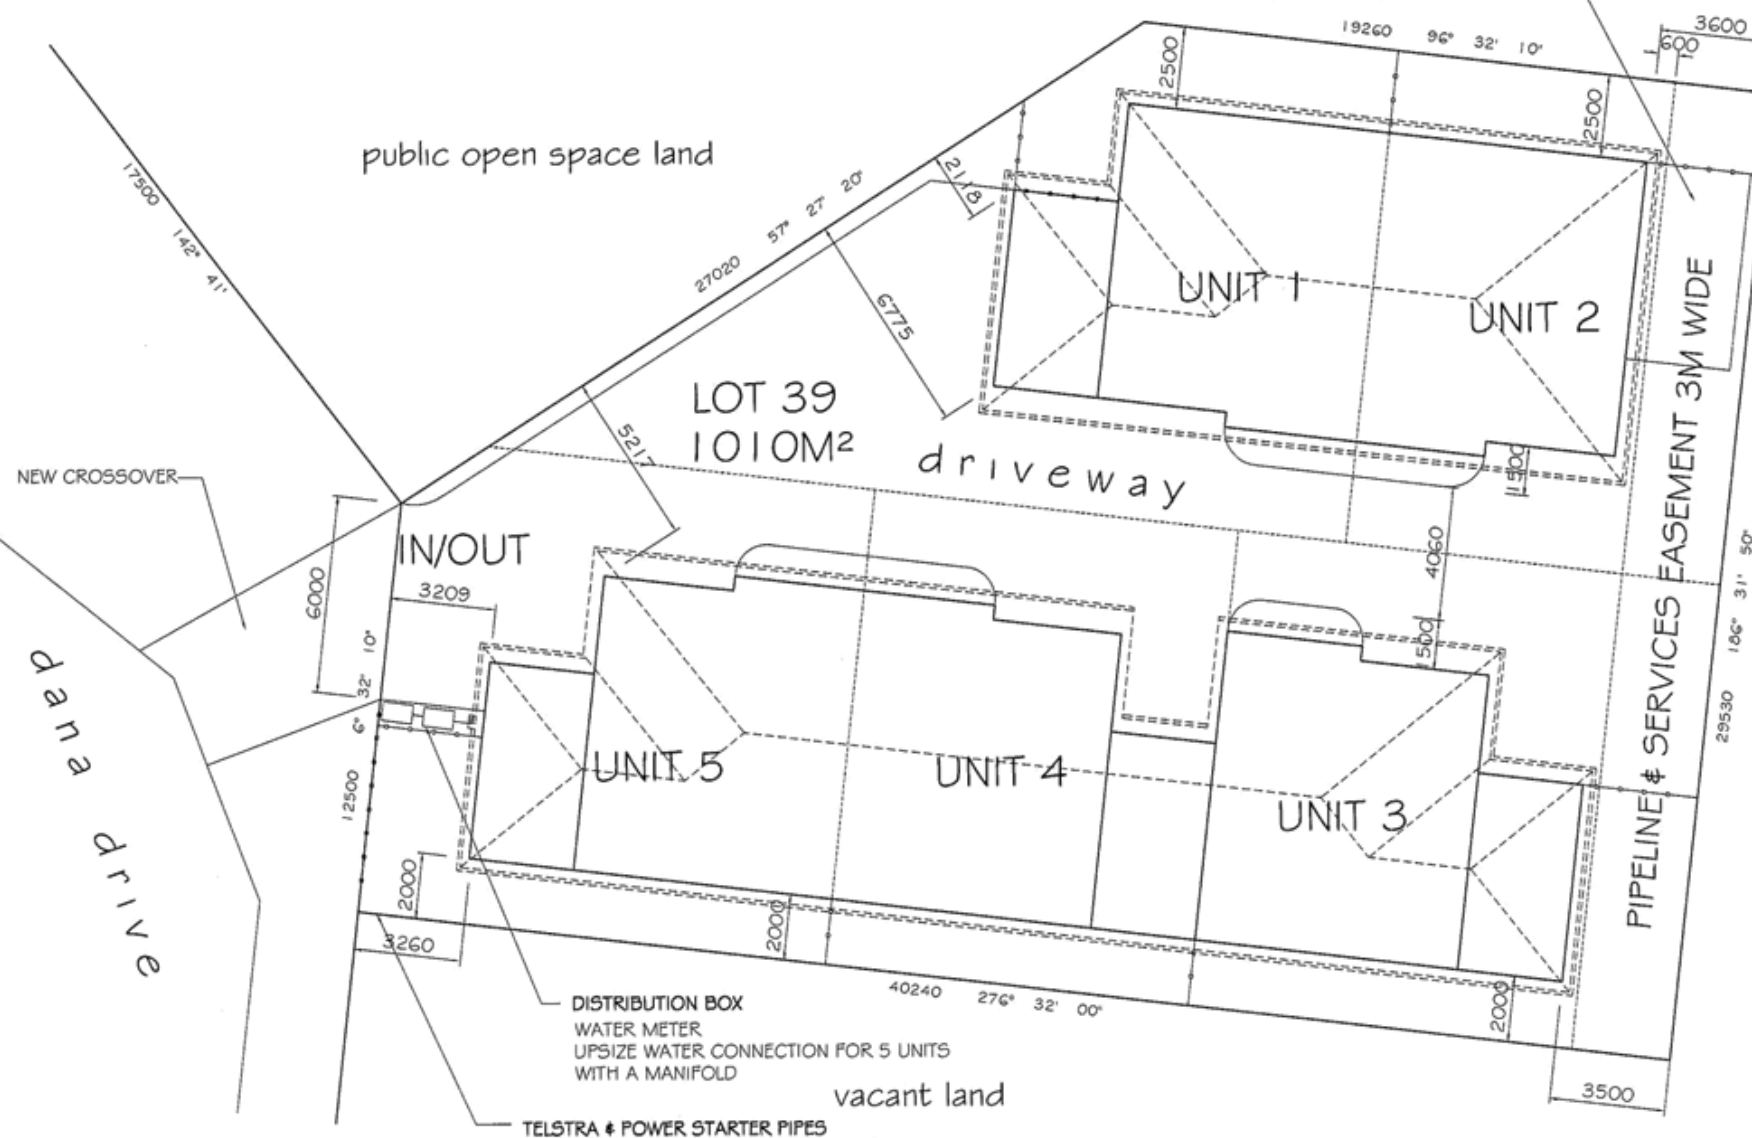 19260 96° 32' 10"
3600
600
2500
2500
public open space land
17500 142° 41'
27020 57° 27' 20"
2118
6775
UNIT 1
UNIT 2
PIPELINE & SERVICES EASEMENT 3M WIDE
LOT 39
1010M²
5217
driveway
1500
4060
1500
NEW CROSSOVER
IN/OUT
6000
3209
29530 186° 31' 50"
dana drive
12500 6° 32' 10"
UNIT 5
UNIT 4
UNIT 3
2000
2000
2000
3260
40240 276° 32' 00"
3500
DISTRIBUTION BOX
WATER METER
UPSIZE WATER CONNECTION FOR 5 UNITS
WITH A MANIFOLD
vacant land
TELSTRA & POWER STARTER PIPES